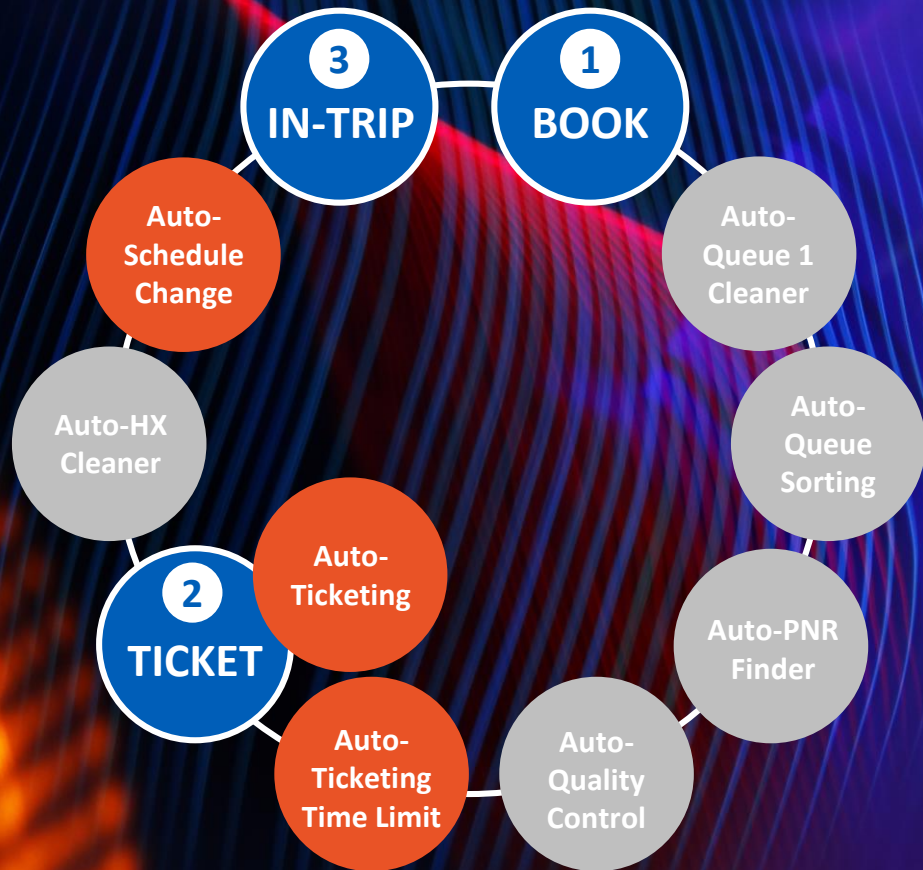 3
IN-TRIP
1
BOOK
Auto-
Schedule
Change
Auto-
Queue 1
Cleaner
Auto-HX
Cleaner
Auto-
Queue
Sorting
Auto-
Ticketing
2
TICKET
Auto-PNR
Finder
Auto-
Ticketing
Time Limit
Auto-
Quality
Control